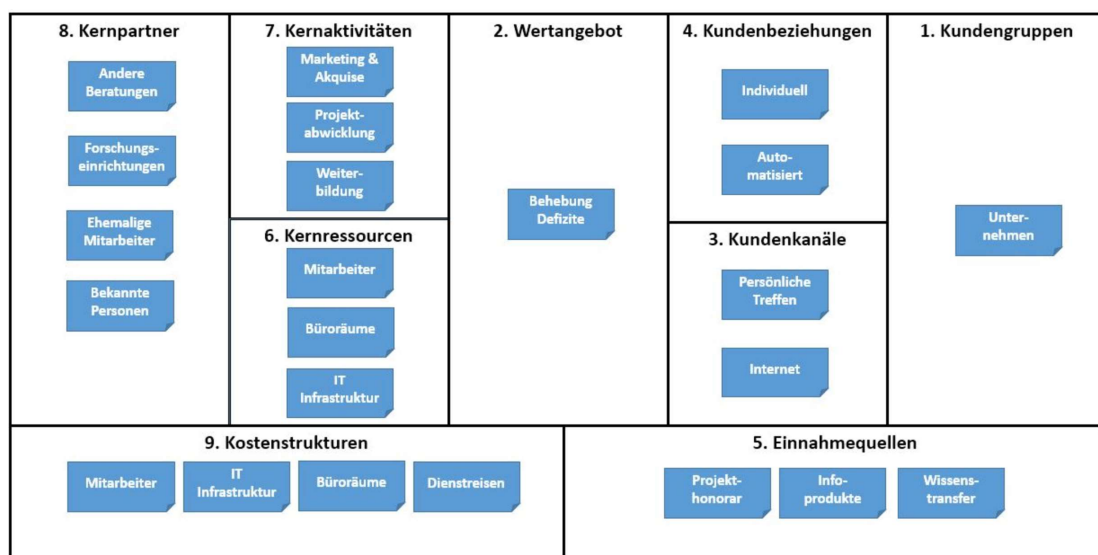 8. Kernpartner
Andere
Beratungen
Forschungs-
einrichtungen
Ehemalige
Mitarbeiter
Bekannte
Personen
7. Kernaktivitäten
Marketing &
Akquise
Projekt-
abwicklung
Weiter-
bildung
6. Kernressourcen
Mitarbeiter
Büroräume
IT
Infrastruktur
2. Wertangebot
Behebung
Defizite
4. Kundenbeziehungen
Individuell
Auto-
matisiert
3. Kundenkanäle
Persönliche
Treffen
Internet
1. Kundengruppen
Unter-
nehmen
9. Kostenstrukturen
Mitarbeiter
IT
Infrastruktur
Büroräume
Dienstreisen
5. Einnahmequellen
Projekt-
honorar
Info-
produkte
Wissens-
transfer